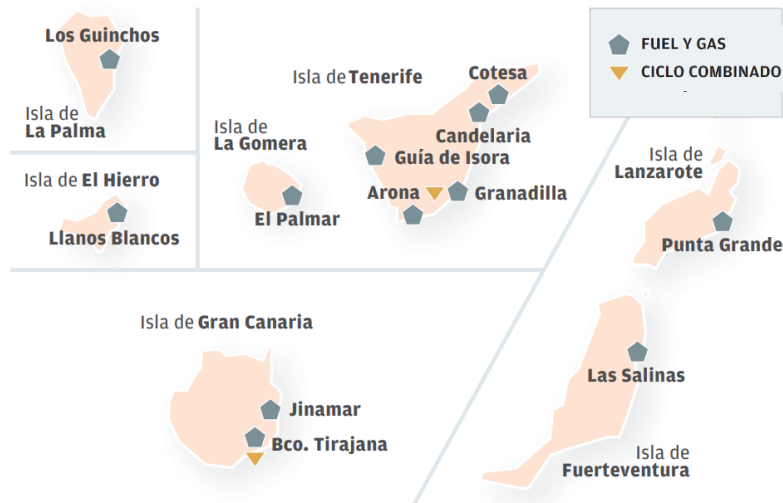 Los Guinchos
Isla de
La Palma
Isla de El Hierro
Llanos Blancos
Isla de
La Gomera
El Palmar
Isla de Tenerife
Cotesa
Candelaria
Guía de Isora
Arona
Granadilla
FUEL Y GAS
CICLO COMBINADO
Isla de
Lanzarote
Punta Grande
Isla de Gran Canaria
Jinamar
Bco. Tirajana
Las Salinas
Isla de
Fuerteventura